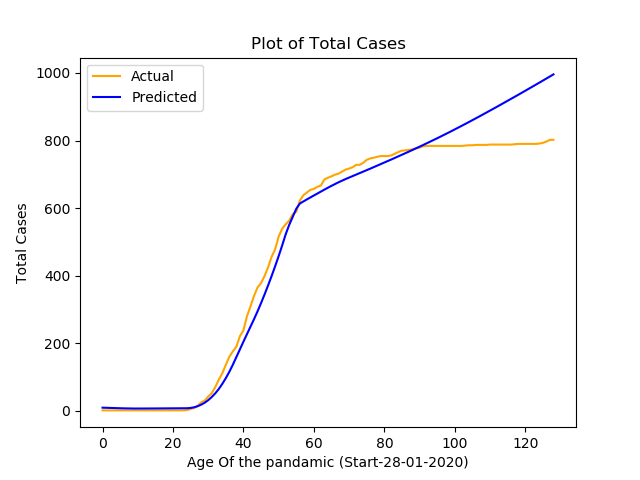 Plot of Total Cases
Actual
Predicted
1000
800
600
400
200
0
Total Cases
0 20 40 60 80 100 120
Age Of the pandamic (Start-28-01-2020)